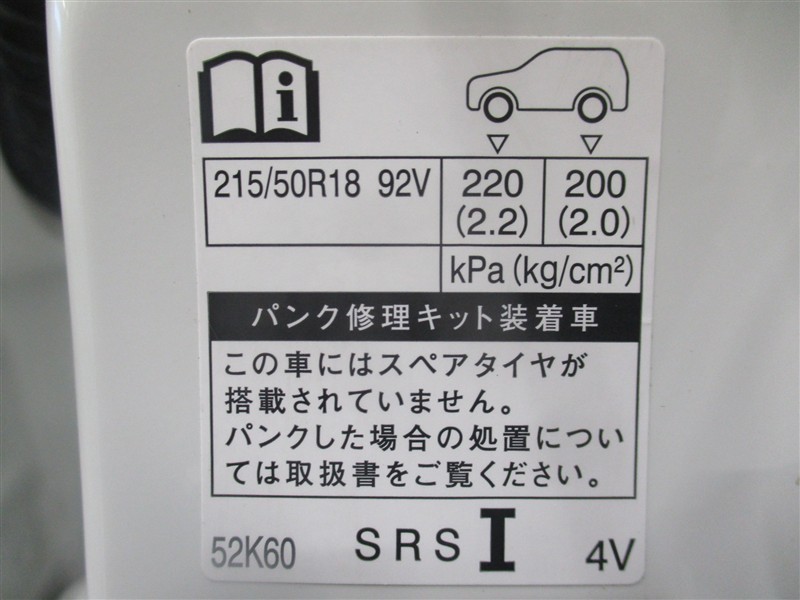 i
215/50R18 92V 220 200
(2.2) (2.0)
kPa (kg/cm²)
パンク修理キット装着車
この車にはスペアタイヤが
搭載されていません。
パンクした場合の処置につい
ては取扱書をご覧ください。
52K60 SRS I 4V